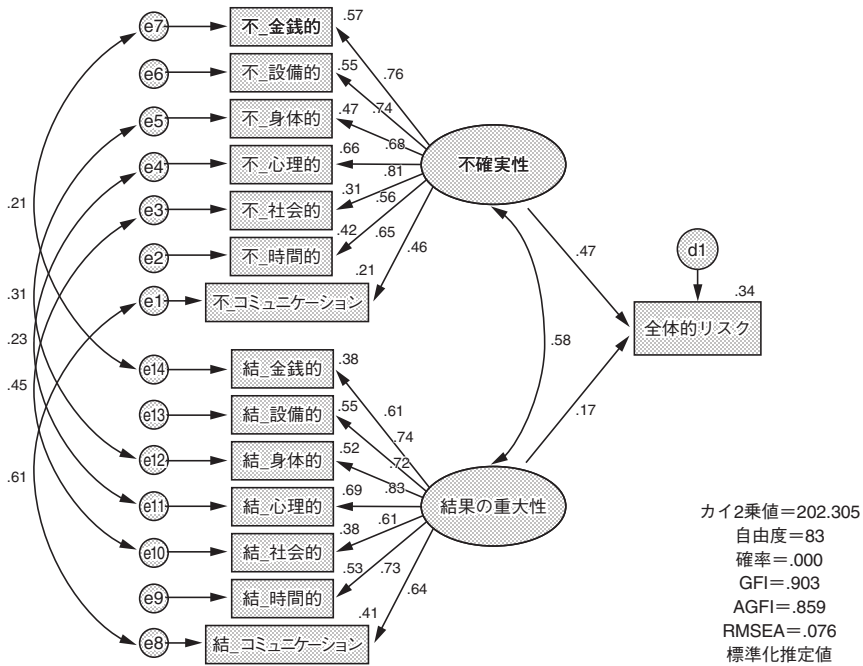 e7 不_金銭的 .57
.76
e6 不_設備的 .55
.74
e5 不_身体的 .47
.68
e4 不_心理的 .66
.81
不確実性
e3 不_社会的 .31
.56
e2 不_時間的 .42
.65
.46
.21
e1 不_コミュニケーション
.21
.31
.23
.45
.61
.47
d1
.34
全体的リスク
.58
.17
e14 結_金銭的 .38
.61
e13 結_設備的 .55
.74
e12 結_身体的 .52
.72
e11 結_心理的 .69
.83
結果の重大性
e10 結_社会的 .38
.61
e9 結_時間的 .53
.73
.64
.41
e8 結_コミュニケーション
カイ2乗値=202.305
自由度=83
確率=.000
GFI=.903
AGFI=.859
RMSEA=.076
標準化推定値